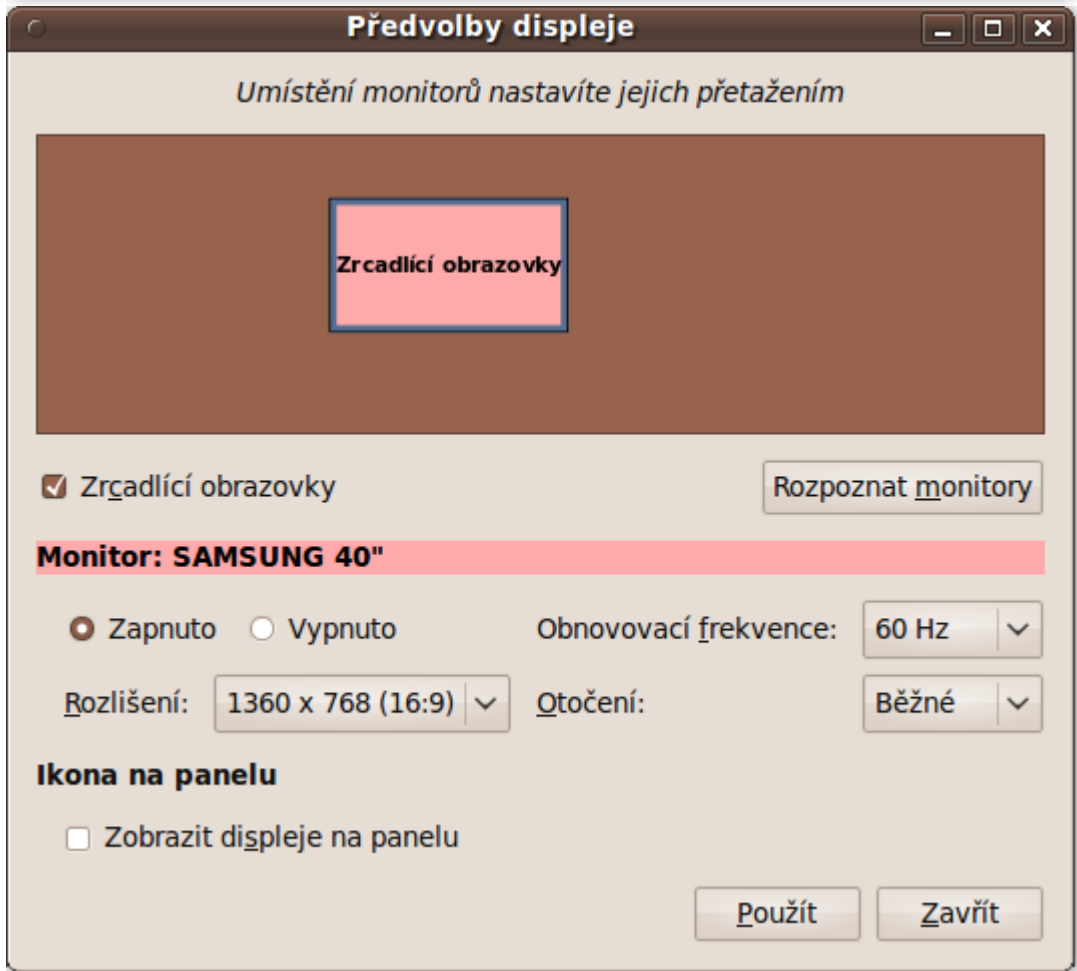 Předvolby displeje
Umístění monitorů nastavíte jejich přetažením
Zrcadlící obrazovky
Zrcadlící obrazovky
Rozpoznat monitory
Monitor: SAMSUNG 40"
Zapnuto Vypnuto Obnovovací frekvence: 60 Hz
Rozlišení: 1360 x 768 (16:9) Otočení: Běžné
Ikona na panelu
Zobrazit displeje na panelu
Použít Zavřít